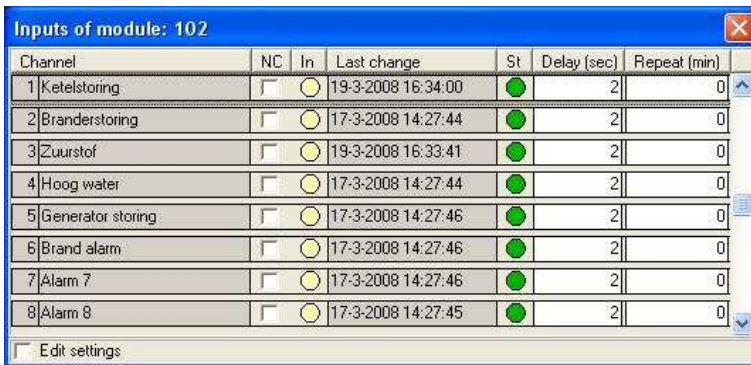 Inputs of module: 102
Channel NC In Last change St Delay (sec) Repeat (min)
1 Ketelstoring 19-3-2008 16:34:00 2 0
2 Branderstoring 17-3-2008 14:27:44 2 0
3 Zuurstof 19-3-2008 16:33:41 2 0
4 Hoog water 17-3-2008 14:27:44 2 0
5 Generator storing 17-3-2008 14:27:46 2 0
6 Brand alarm 17-3-2008 14:27:46 2 0
7 Alarm 7 17-3-2008 14:27:46 2 0
8 Alarm 8 17-3-2008 14:27:45 2 0
Edit settings